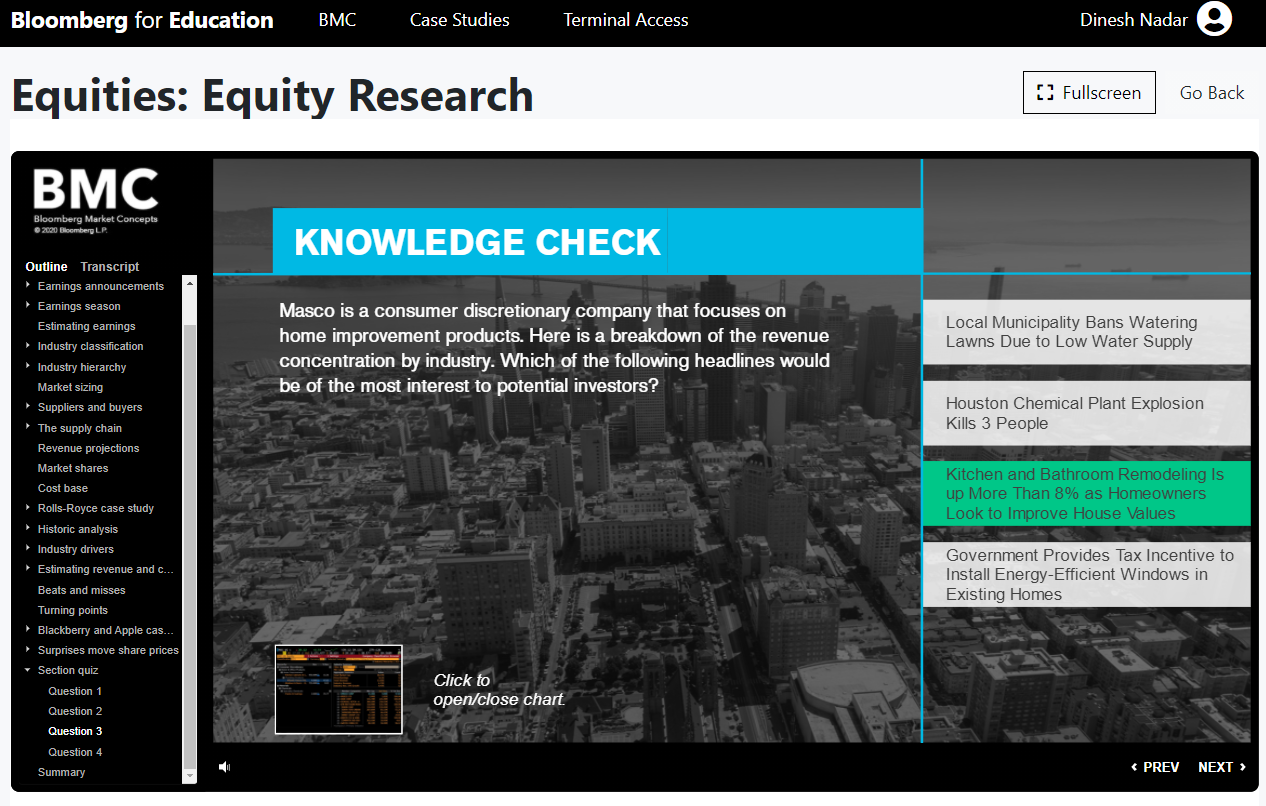 Bloomberg for Education
BMC
Case Studies
Terminal Access
Dinesh Nadar
Equities: Equity Research
Fullscreen
Go Back
BMC
Bloomberg Market Concepts
© 2020 Bloomberg L.P.
Outline
Transcript
Earnings announcements
Earnings season
Estimating earnings
Industry classification
Industry hierarchy
Market sizing
Suppliers and buyers
The supply chain
Revenue projections
Market shares
Cost base
Rolls-Royce case study
Historic analysis
Industry drivers
Estimating revenue and c...
Beats and misses
Turning points
Blackberry and Apple cas...
Surprises move share prices
Section quiz
Question 1
Question 2
Question 3
Question 4
Summary
KNOWLEDGE CHECK
Masco is a consumer discretionary company that focuses on
home improvement products. Here is a breakdown of the revenue
concentration by industry. Which of the following headlines would
be of the most interest to potential investors?
Click to
open/close chart.
Local Municipality Bans Watering
Lawns Due to Low Water Supply
Houston Chemical Plant Explosion
Kills 3 People
Kitchen and Bathroom Remodeling Is
up More Than 8% as Homeowners
Look to Improve House Values
Government Provides Tax Incentive to
Install Energy-Efficient Windows in
Existing Homes
PREV
NEXT